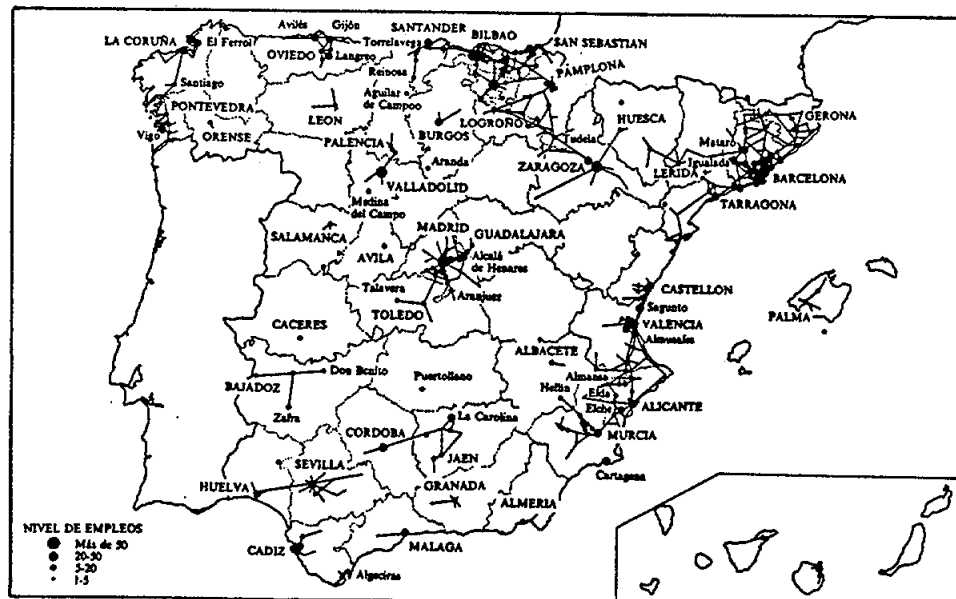 Avilés Gijón
SANTANDER
BILBAO
LA CORUÑA
El Ferrol
Torrelavega
SAN SEBASTIAN
OVIEDO
Langreo
Reinosa
PAMPLONA
Santiago
Aguilar
de Campoo
PONTEVEDRA
LEON
GERONA
Vigo
ORENSE
BURGOS
LOGROÑO
HUESCA
PALENCIA
Tudela
Mataro
Igualada
Aranda
ZARAGOZA
LERIDA
BARCELONA
VALLADOLID
Medina
del Campo
TARRAGONA
MADRID
GUADALAJARA
SALAMANCA
AVILA
Alcalá
de Henares
Talavera
Aranjuez
CASTELLON
TOLEDO
Sagunto
PALMA
CACERES
VALENCIA
ALBACETE
Almusafes
Don Benito
BAJADOZ
Puertollano
Almansa
Hellin
Elda
Zafra
Elche
ALICANTE
La Carolina
CORDOBA
MURCIA
SEVILLA
JAEN
Cartagena
HUELVA
GRANADA
ALMERIA
NIVEL DE EMPLEOS
Más de 50
20-50
5-20
1-5
CADIZ
MALAGA
Algeciras